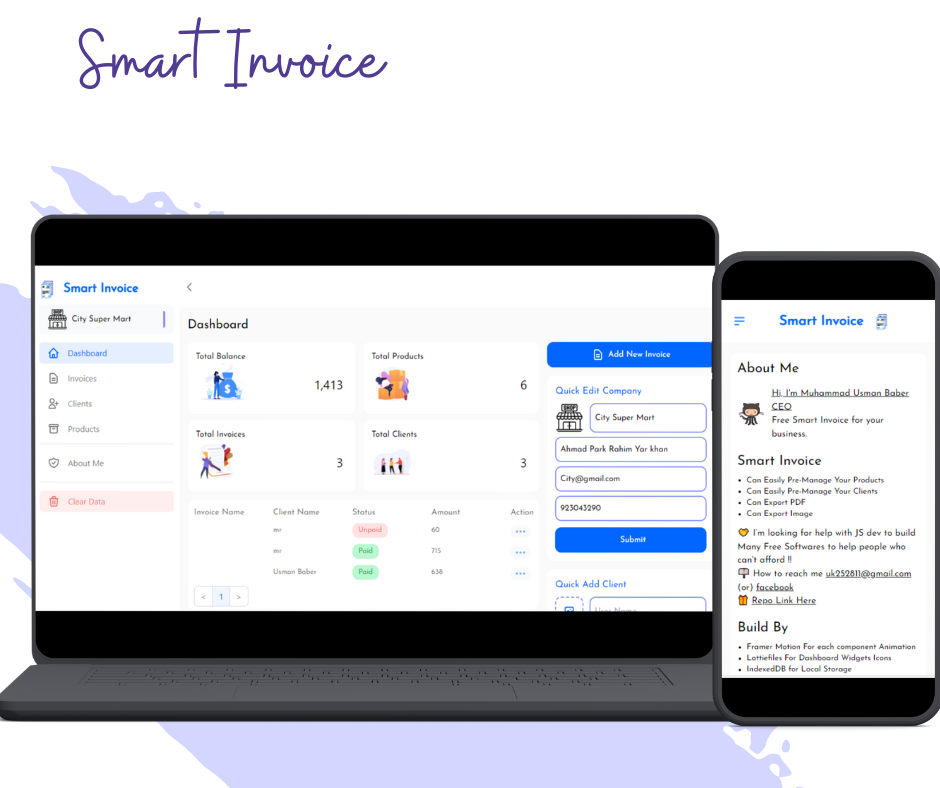 Smart Invoice
Smart Invoice
City Super Mart
Dashboard
Invoices
Clients
Products
About Me
Clear Data
Dashboard
Total Balance
1,413
Total Products
6
Total Invoices
3
Total Clients
3
Invoice Name Client Name Status Amount Action
mr Unpaid 60
mr Paid 715
Usman Baber Paid 638
< 1 >
Add New Invoice
Quick Edit Company
City Super Mart
Ahmad Park Rahim Yar khan
City@gmail.com
923043290
Submit
Quick Add Client
User Name
Smart Invoice
About Me
Hi, I'm Muhammad Usman Baber
CEO
Free Smart Invoice for your
business.
Smart Invoice
• Can Easily Pre-Manage Your Products
• Can Easily Pre-Manage Your Clients
• Can Export PDF
• Can Export Image
I'm looking for help with JS dev to build
Many Free Softwares to help people who
can't afford !!
How to reach me uk252811@gmail.com
(or) facebook
Repo Link Here
Build By
• Framer Motion For each component Animation
• Lottiefiles For Dashboard Widgets Icons
• IndexedDB for Local Storage